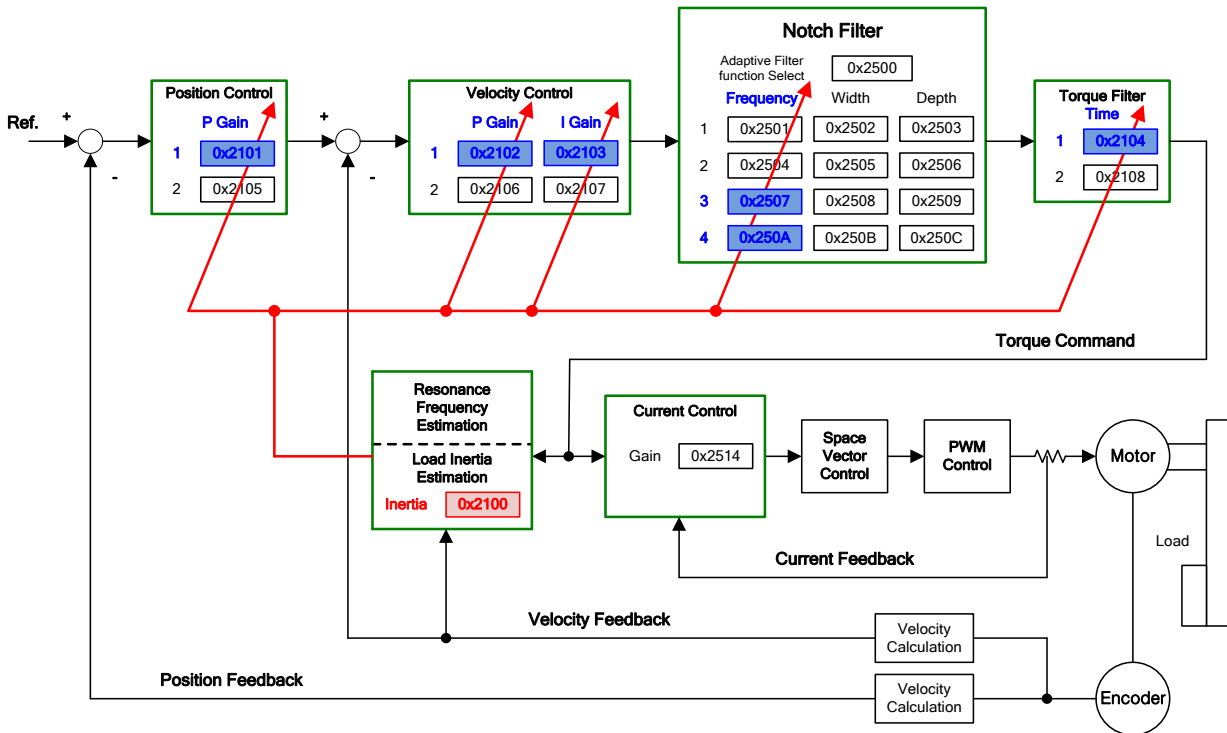 Ref.
+
-
Position Control
P Gain
1 0x2101
2 0x2105
+
-
Velocity Control
P Gain I Gain
1 0x2102 0x2103
2 0x2106 0x2107
Notch Filter
Adaptive Filter
function Select
0x2500
Frequency Width Depth
1 0x2501 0x2502 0x2503
2 0x2504 0x2505 0x2506
3 0x2507 0x2508 0x2509
4 0x250A 0x250B 0x250C
Torque Filter
Time
1 0x2104
2 0x2108
Torque Command
Resonance
Frequency
Estimation
Load Inertia
Estimation
Inertia 0x2100
Current Control
Gain 0x2514
Space
Vector
Control
PWM
Control
Motor
Load
Current Feedback
Velocity Feedback
Velocity
Calculation
Position Feedback
Velocity
Calculation
Encoder